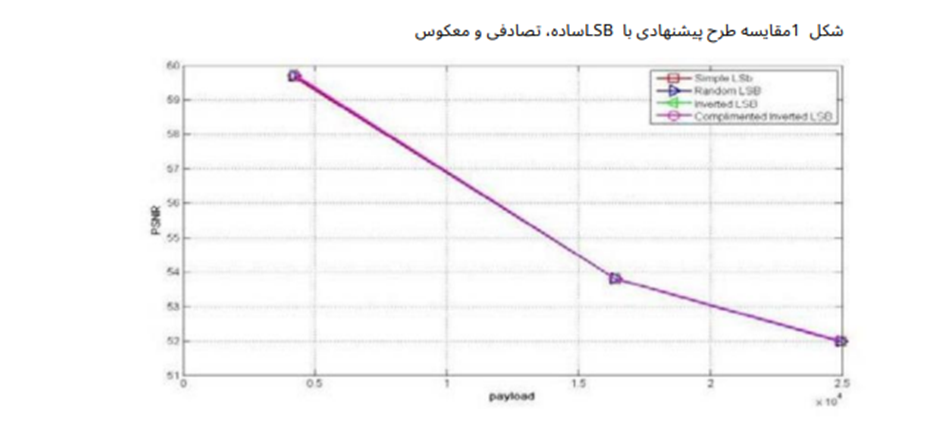 شکل 1مقایسه طرح پیشنهادی با LSBساده، تصادفی و معکوس
60
59
58
57
56
55
54
53
52
51
PSNR
Simple LSb
Random LSB
Inverted LSB
Complimented Inverted LSB
0
0.5
1
1.5
2
2.5
x 10⁴
payload